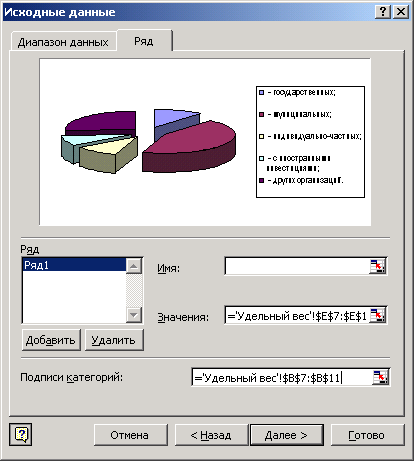 Исходные данные
Диапазон данных
Ряд
- государственных;
- муниципальных;
- индивидуально-частных;
- с иностранными
инвестициями;
- других организаций.
Ряд
Ряд1
Имя:
Значения:
='Удельный вес'!$E$7:$E$1
Добавить
Удалить
Подписи категорий:
='Удельный вес'!$B$7:$B$11
Отмена
< Назад
Далее >
Готово